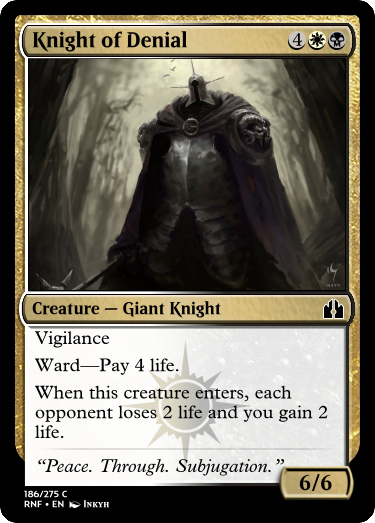 Knight of Denial 4
Creature — Giant Knight
Vigilance
Ward—Pay 4 life.
When this creature enters, each
opponent loses 2 life and you gain 2
life.
“Peace. Through. Subjugation.”
6/6
186/275 C
RNF • EN INKYH